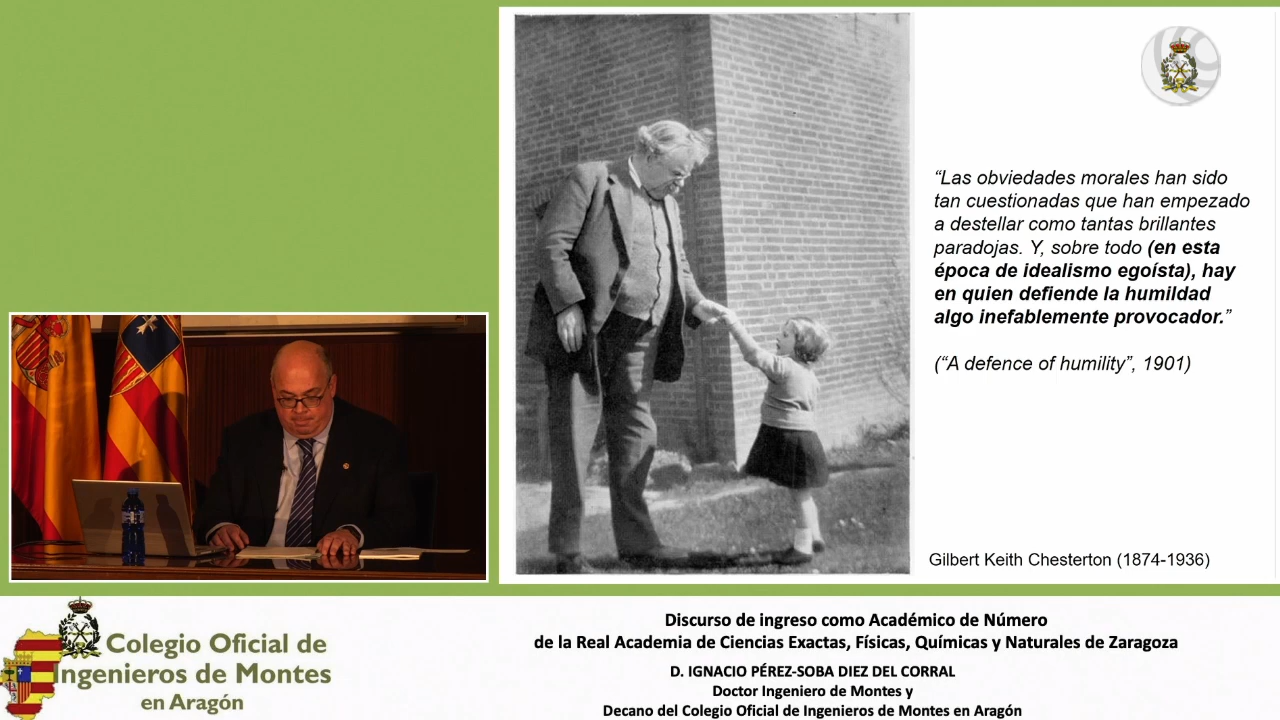 “Las obviedades morales han sido
tan cuestionadas que han empezado
a destellar como tantas brillantes
paradojas. Y, sobre todo (en esta
época de idealismo egoísta), hay
en quien defiende la humildad
algo inefablemente provocador.”
(“A defence of humility”, 1901)
Gilbert Keith Chesterton (1874-1936)
Colegio Oficial de
Ingenieros de Montes
en Aragón
Discurso de ingreso como Académico de Número
de la Real Academia de Ciencias Exactas, Físicas, Químicas y Naturales de Zaragoza
D. IGNACIO PÉREZ-SOBA DIEZ DEL CORRAL
Doctor Ingeniero de Montes y
Decano del Colegio Oficial de Ingenieros de Montes en Aragón